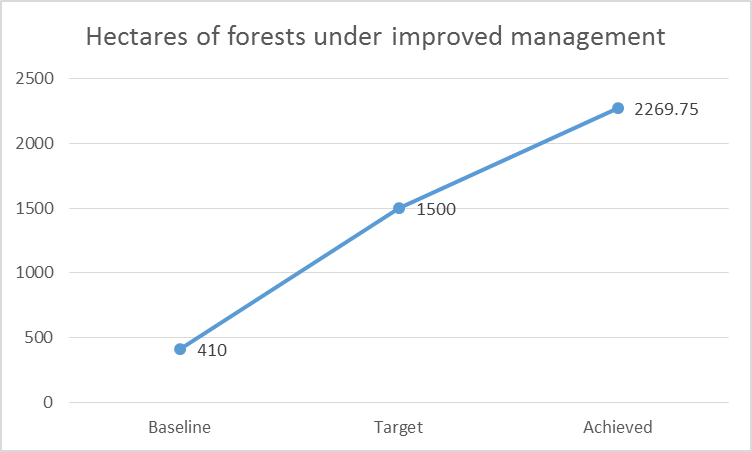 Hectares of forests under improved management
2500
2000
1500
1000
500
0
410
1500
2269.75
Baseline
Target
Achieved